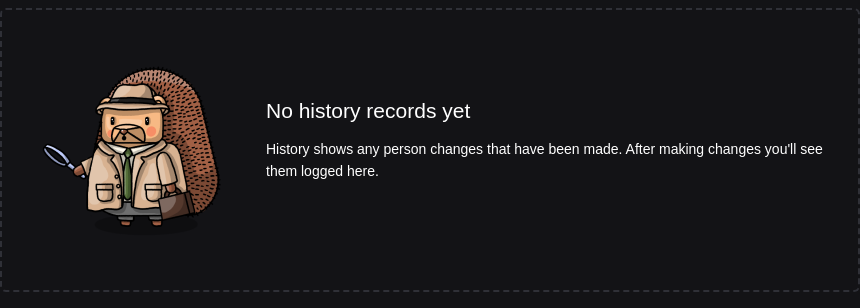 No history records yet
History shows any person changes that have been made. After making changes you'll see
them logged here.